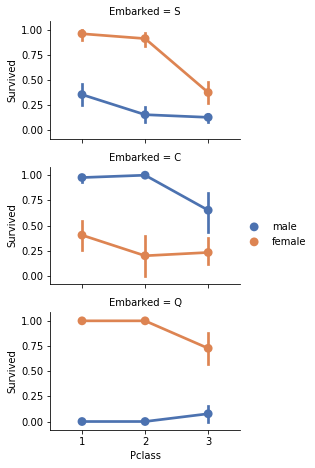 Embarked = S
1.00
0.75
0.50
0.25
0.00
Survived
Embarked = C
1.00
0.75
0.50
0.25
0.00
Survived
male
female
Embarked = Q
1.00
0.75
0.50
0.25
0.00
Survived
1 2 3
Pclass